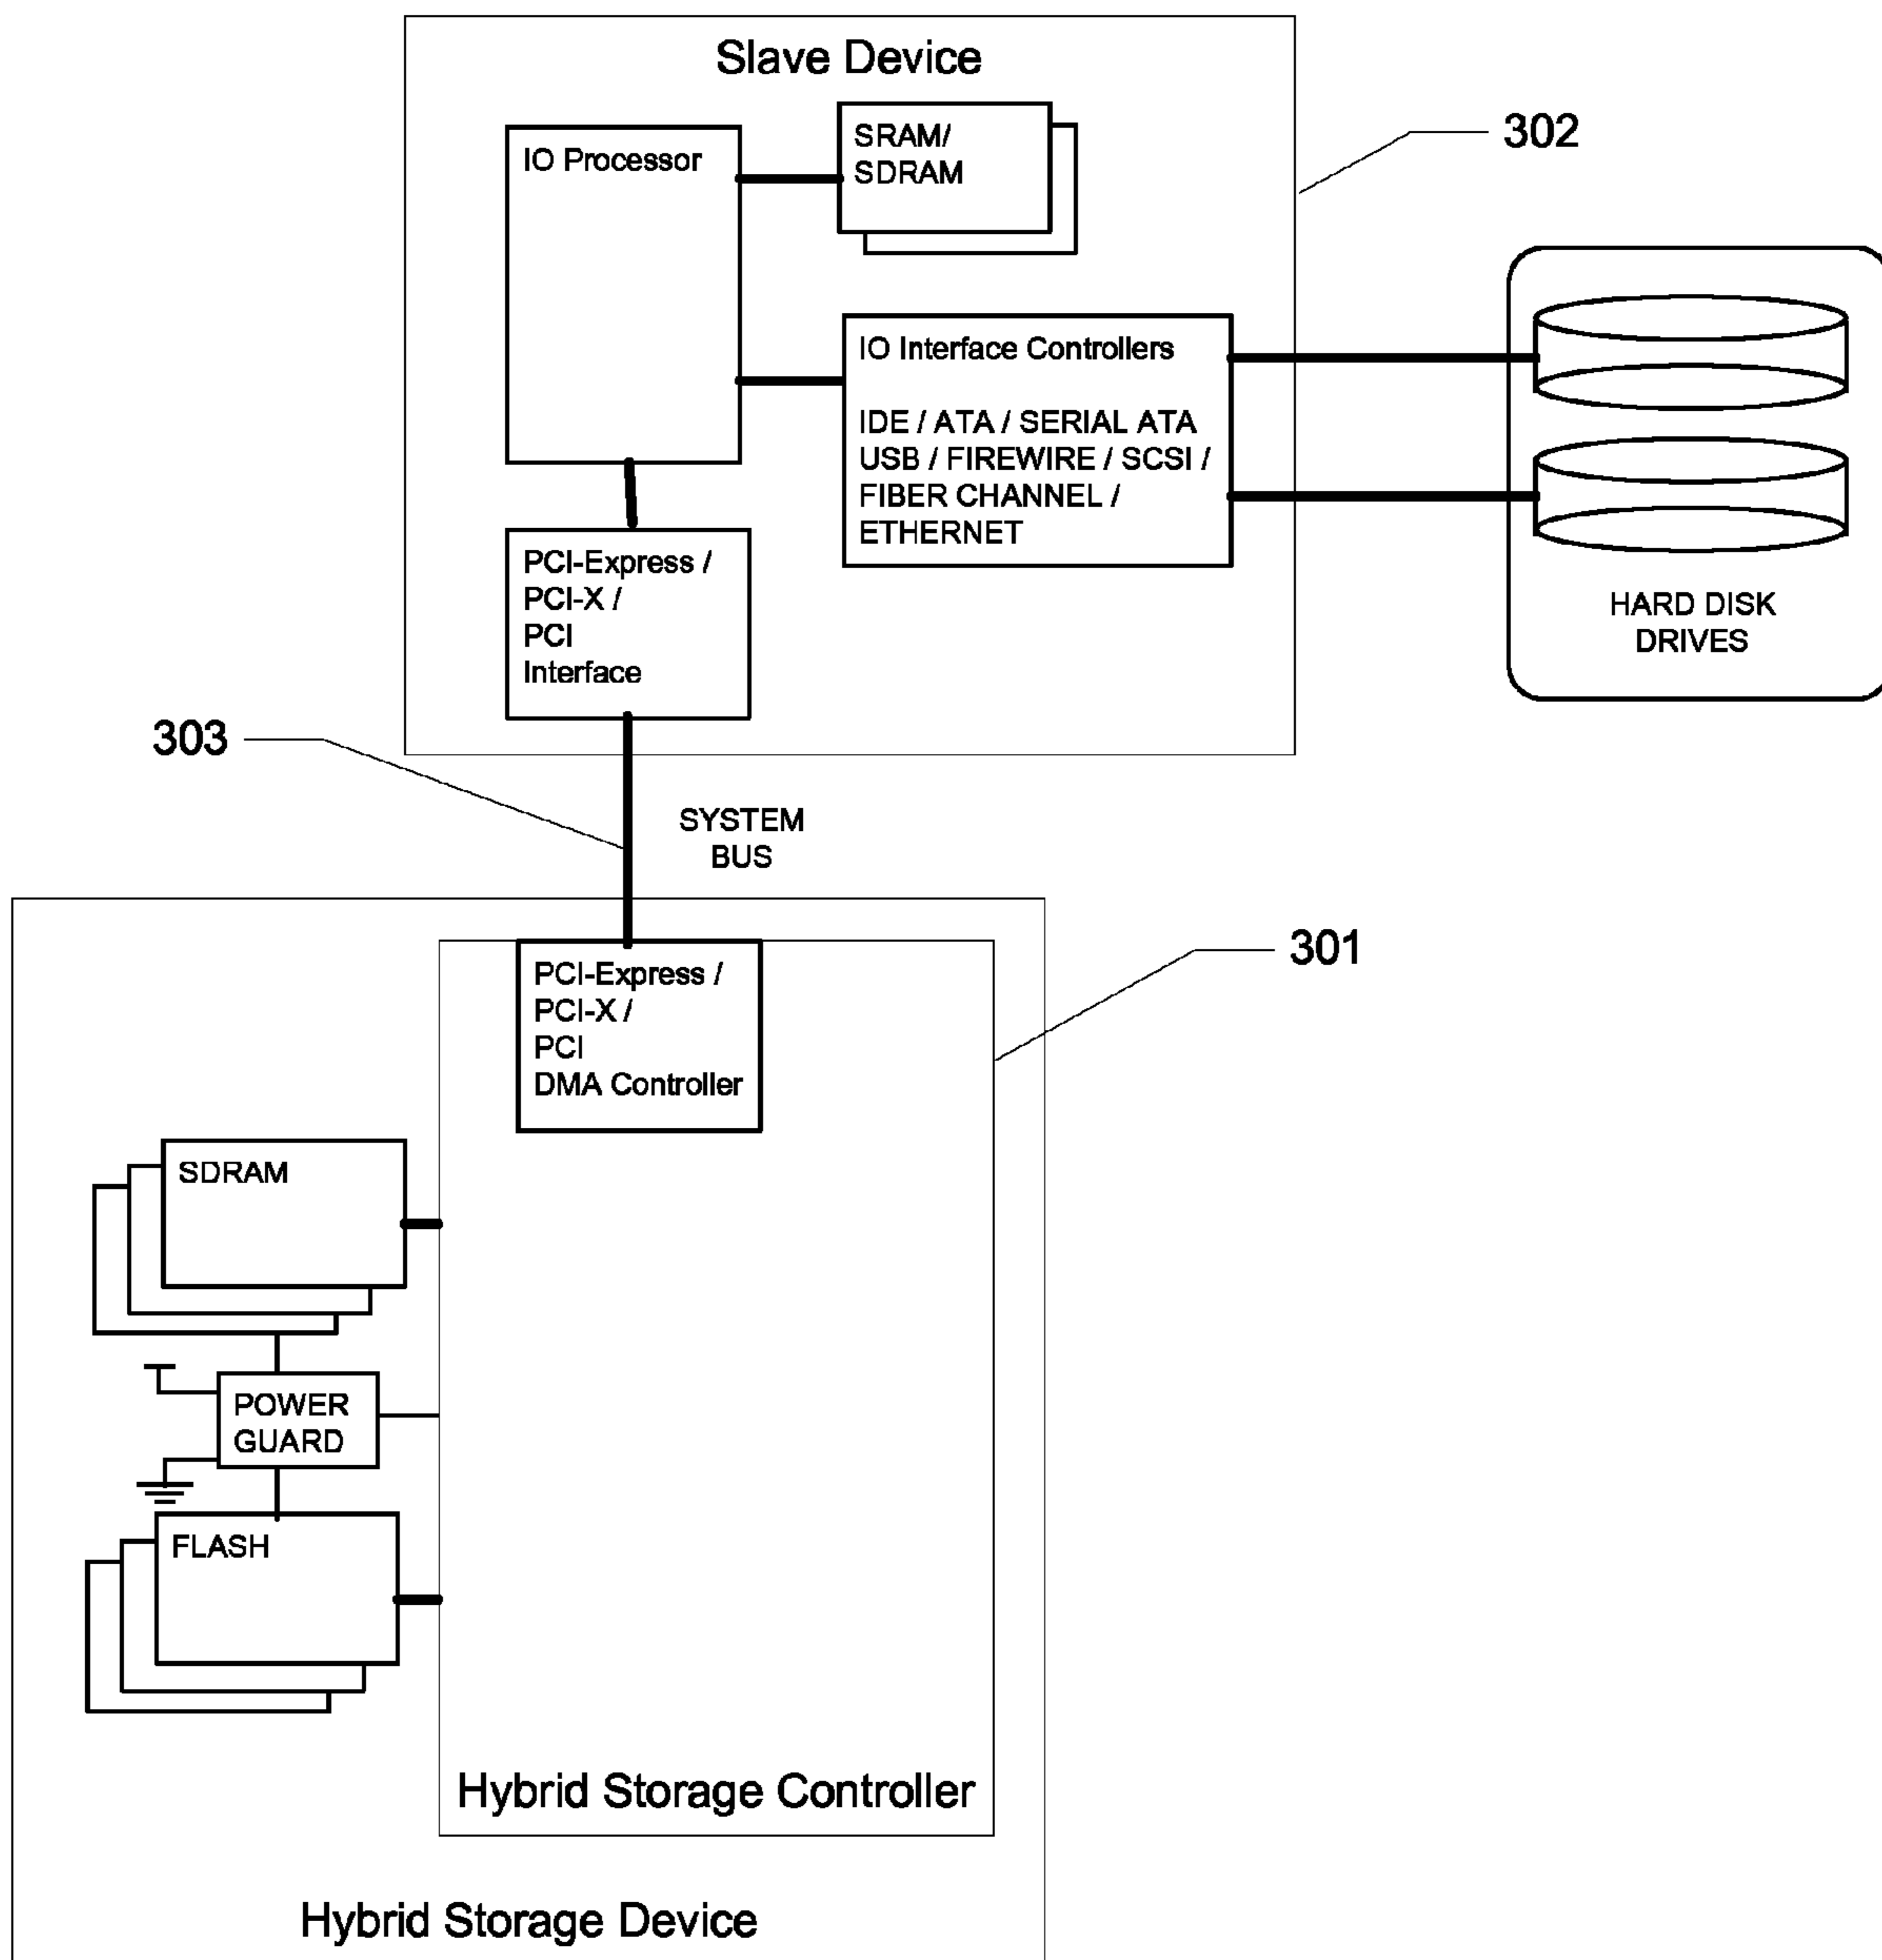 Slave Device
IO Processor
SRAM/
SDRAM
302
IO Interface Controllers
IDE / ATA / SERIAL ATA
USB / FIREWIRE / SCSI /
FIBER CHANNEL /
ETHERNET
HARD DISK
DRIVES
PCI-Express /
PCI-X /
PCI
Interface
303
SYSTEM
BUS
301
PCI-Express /
PCI-X /
PCI
DMA Controller
SDRAM
POWER
GUARD
FLASH
Hybrid Storage Controller
Hybrid Storage Device